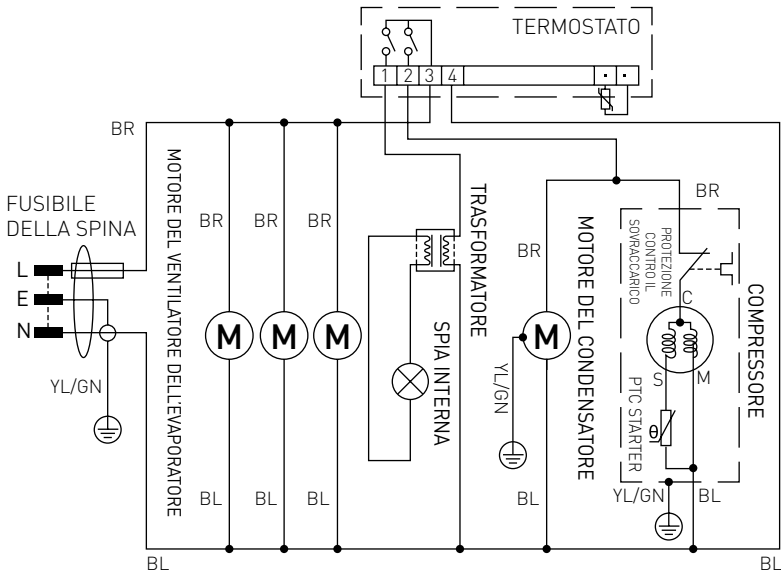 TERMOSTATO
1 2 3 4
BR
FUSIBILE
DELLA SPINA
L
E
N
YL/GN
MOTORE DEL VENTILATORE DELL'EVAPORATORE
BR
BR
BR
M
M
M
BL
BL
BL
TRASFORMATORE
SPIA INTERNA
BR
M
YL/GN
BL
MOTORE DEL CONDENSATORE
BR
PROTEZIONE
CONTRO IL
SOVRACCARICO
C
S
M
θ
PTC STARTER
COMPRESSORE
YL/GN
BL
BL
BL